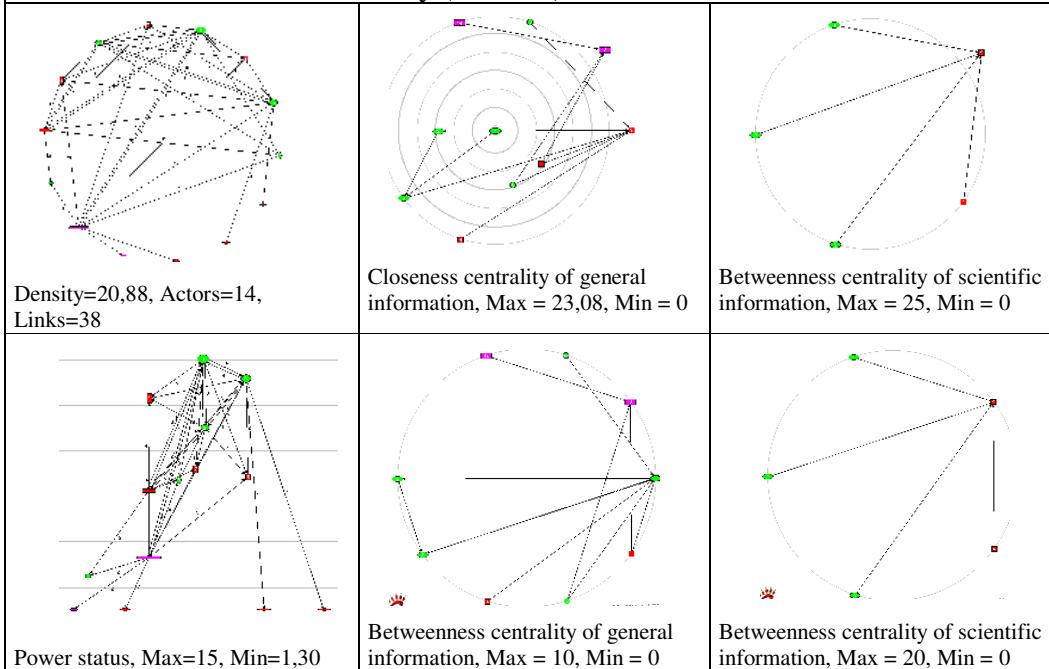 Density=20,88, Actors=14,
Links=38
Closeness centrality of general
information, Max = 23,08, Min = 0
Betweenness centrality of scientific
information, Max = 25, Min = 0
Power status, Max=15, Min=1,30
Betweenness centrality of general
information, Max = 10, Min = 0
Betweenness centrality of scientific
information, Max = 20, Min = 0